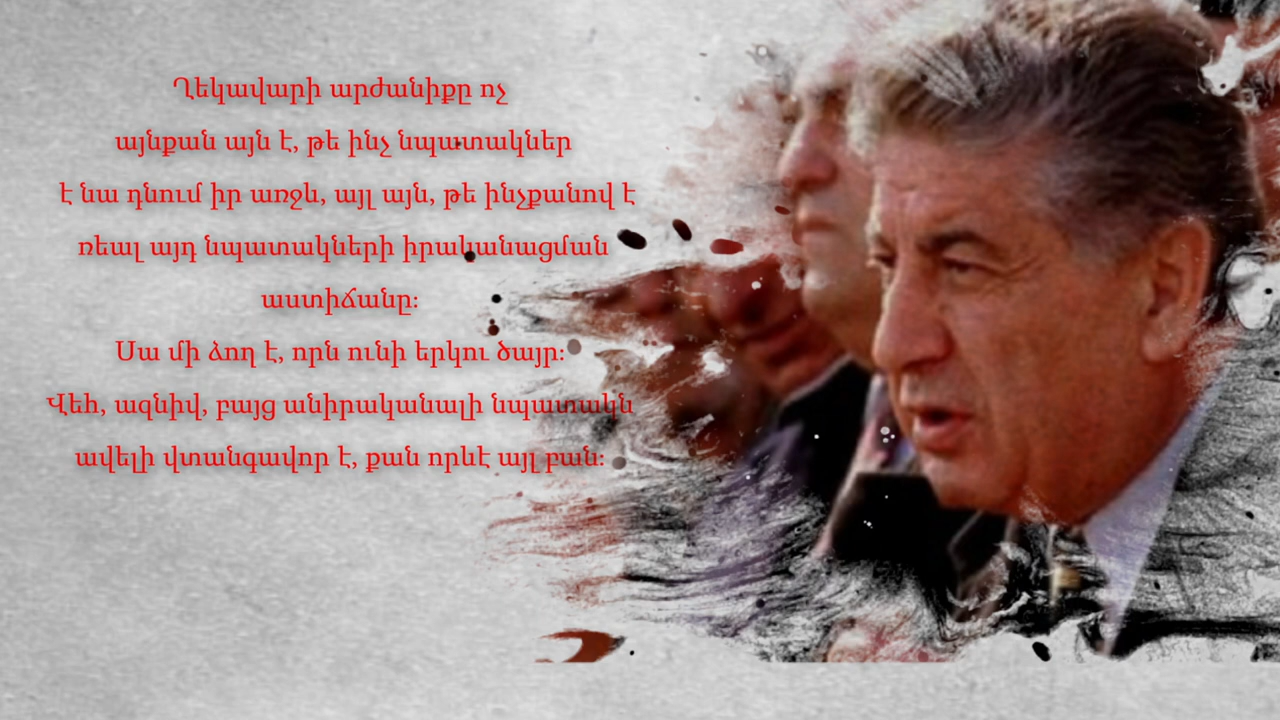 Ղեկավարի արժանիքը ոչ
այնքան այն է, թե ինչ նպատակներ
է նա դնում իր առջև, այլ այն, թե ինչքանով է
ռեալ այդ նպատակների իրականացման
աստիճանը։
Սա մի ձող է, որն ունի երկու ծայր։
Վեհ, ազնիվ, բայց անիրականալի նպատակն
ավելի վտանգավոր է, քան որևէ այլ բան։